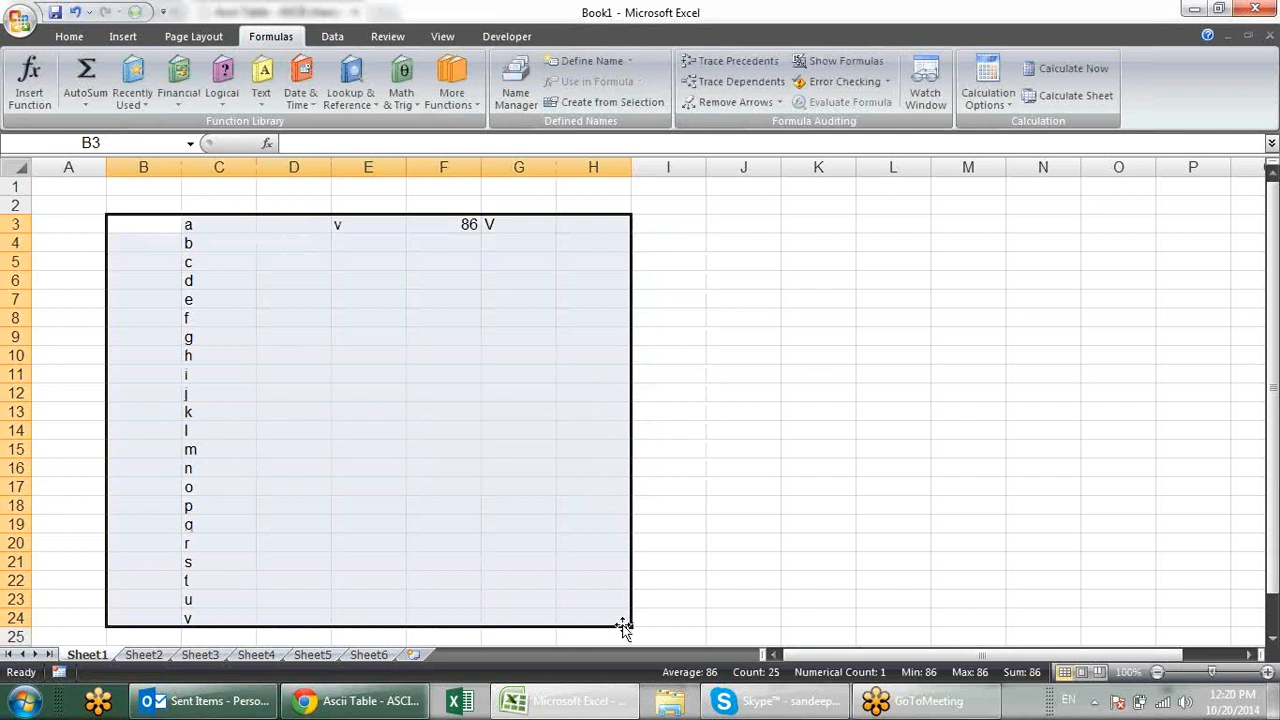 Book1 - Microsoft Excel
Home Insert Page Layout Formulas Data Review View Developer
fx Σ A ? θ
Insert Function
AutoSum
Recently Used
Financial
Logical
Text
Date & Time
Lookup & Reference
Math & Trig
More Functions
Function Library
Name Manager
Define Name
Use in Formula
Create from Selection
Defined Names
Trace Precedents
Trace Dependents
Remove Arrows
Show Formulas
Error Checking
Evaluate Formula
Formula Auditing
Watch Window
Calculation Options
Calculate Now
Calculate Sheet
Calculation
B3 fx
A B C D E F G H I J K L M N O P
1
2
3 a v 86 V
4 b
5 c
6 d
7 e
8 f
9 g
10 h
11 i
12 j
13 k
14 l
15 m
16 n
17 o
18 p
19 q
20 r
21 s
22 t
23 u
24 v
25
Sheet1 Sheet2 Sheet3 Sheet4 Sheet5 Sheet6
Ready Average: 86 Count: 25 Numerical Count: 1 Min: 86 Max: 86 Sum: 86 100%
Sent Items - Perso... Ascii Table - ASCI... Microsoft Excel - ... Skype™ - sandeep... GoToMeeting EN 12:20 PM
10/20/2014